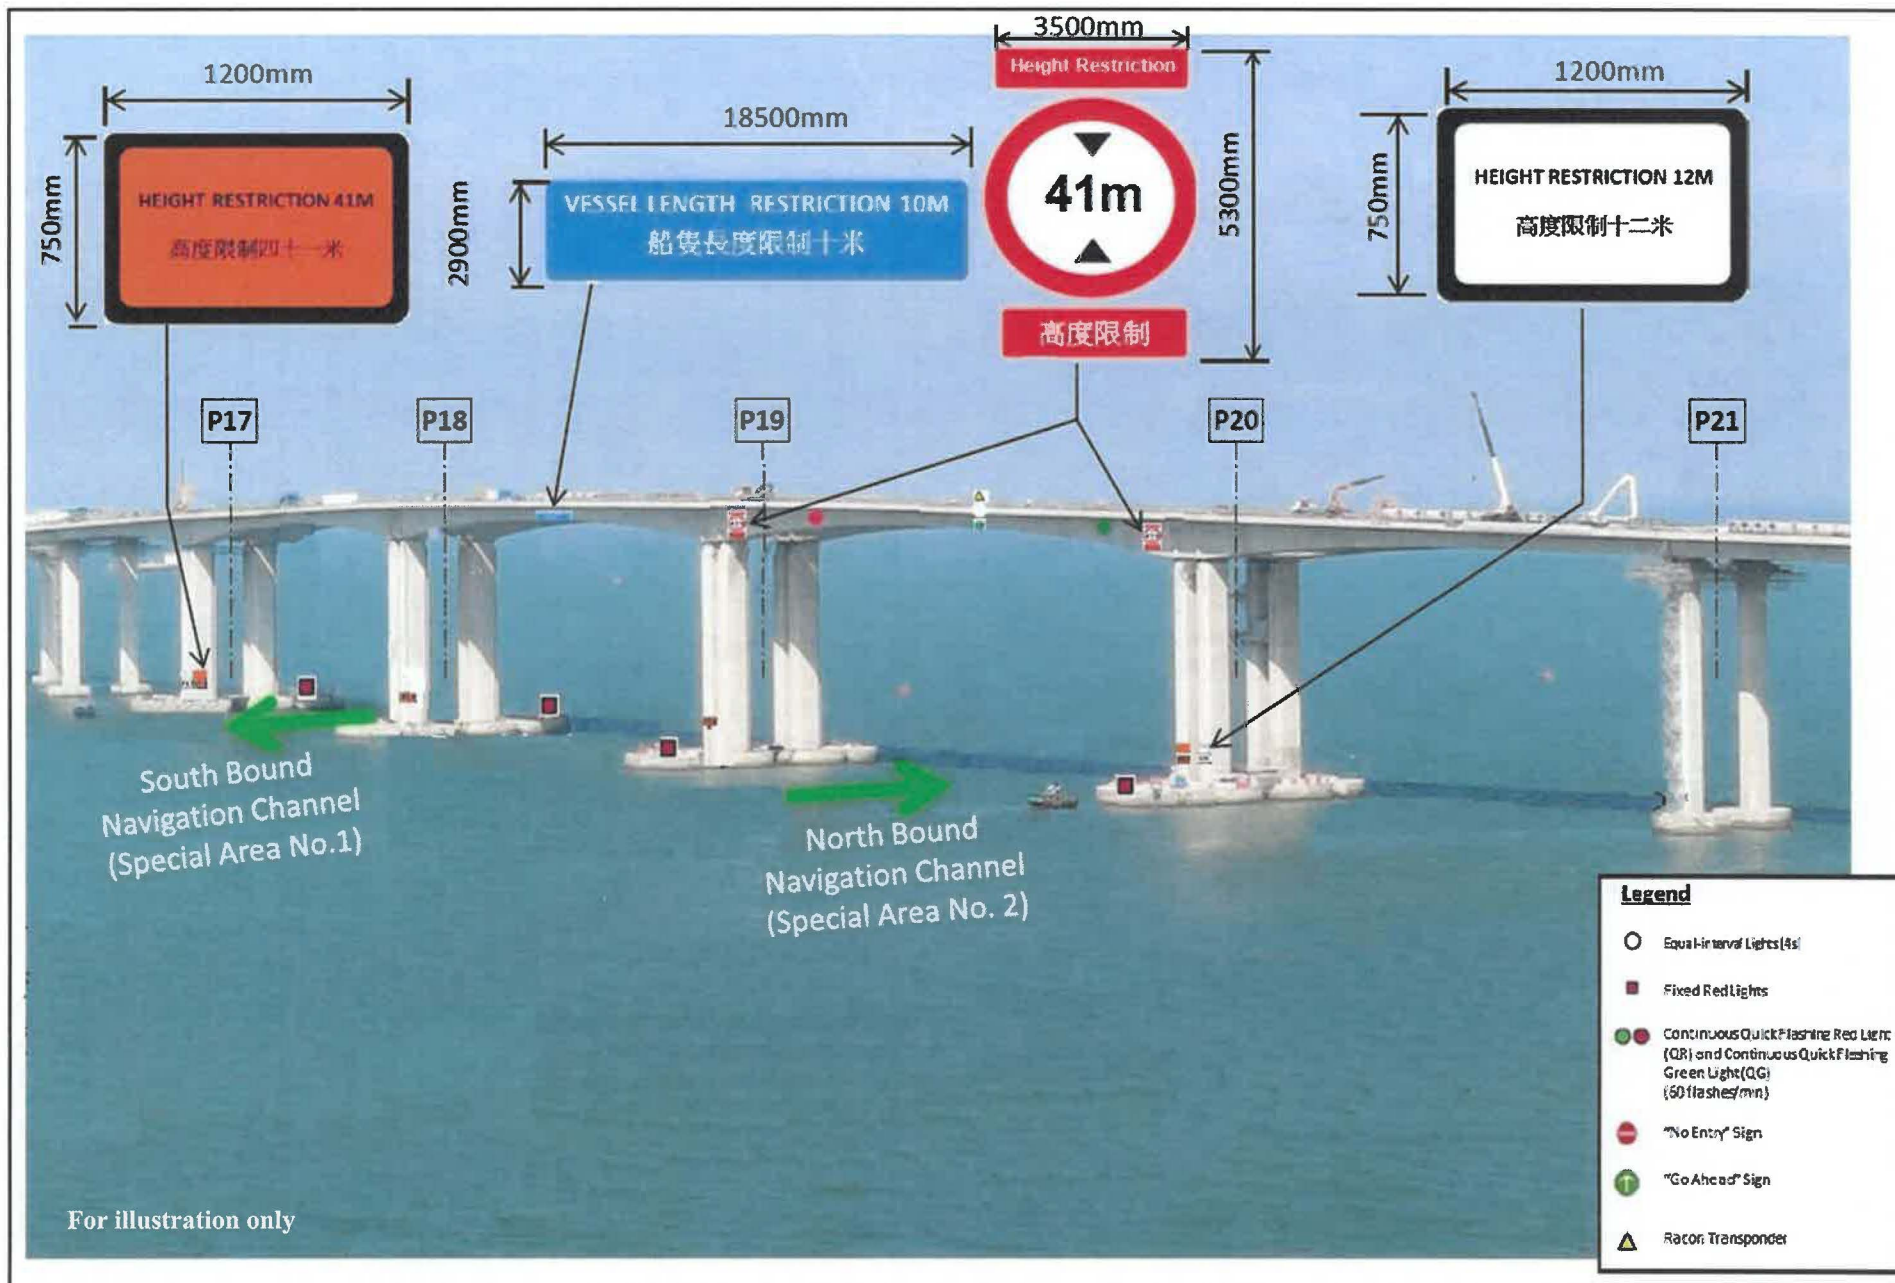 1200mm
750mm
HEIGHT RESTRICTION 41M
高度限制四十一米
18500mm
2900mm
VESSEL LENGTH RESTRICTION 10M
船隻長度限制十米
3500mm
Height Restriction
41m
高度限制
5300mm
1200mm
750mm
HEIGHT RESTRICTION 12M
高度限制十二米
P17
P18
P19
P20
P21
South Bound
Navigation Channel
(Special Area No.1)
North Bound
Navigation Channel
(Special Area No. 2)
Legend
Equal-interval Lights(4s)
Fixed Red Lights
Continuous Quick Flashing Red Light
(QR) and Continuous Quick Flashing
Green Light(QG)
(60 flashes/min)
"No Entry" Sign
"Go Ahead" Sign
Racon Transponder
For illustration only